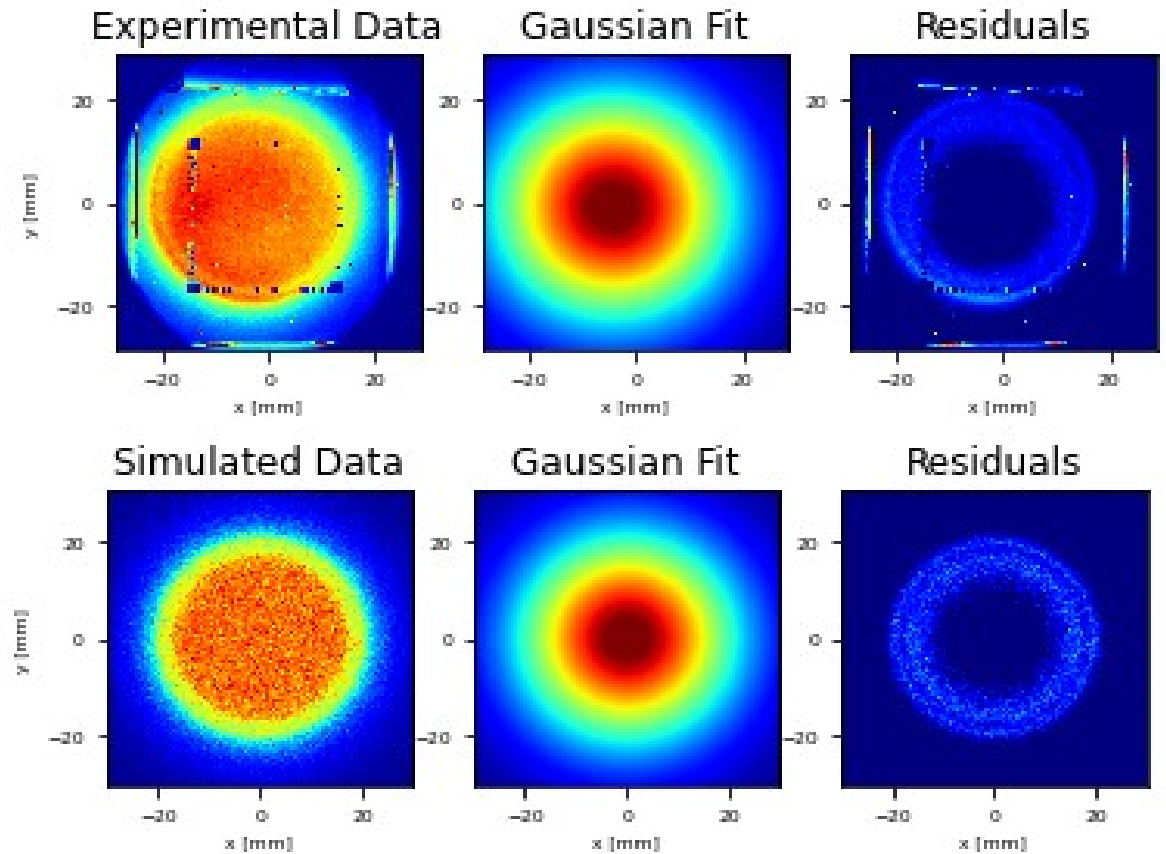 Experimental Data Gaussian Fit Residuals
20 20 20
y [mm] 0 0 0
−20 −20 −20
−20 0 20 −20 0 20 −20 0 20
x [mm] x [mm] x [mm]
Simulated Data Gaussian Fit Residuals
20 20 20
y [mm] 0 0 0
−20 −20 −20
−20 0 20 −20 0 20 −20 0 20
x [mm] x [mm] x [mm]